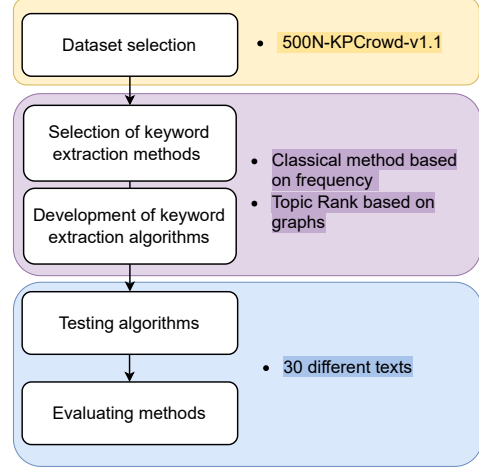 Dataset selection
• 500N-KPCrowd-v1.1
Selection of keyword
extraction methods
Development of keyword
extraction algorithms
• Classical method based
on frequency
• Topic Rank based on
graphs
Testing algorithms
Evaluating methods
• 30 different texts